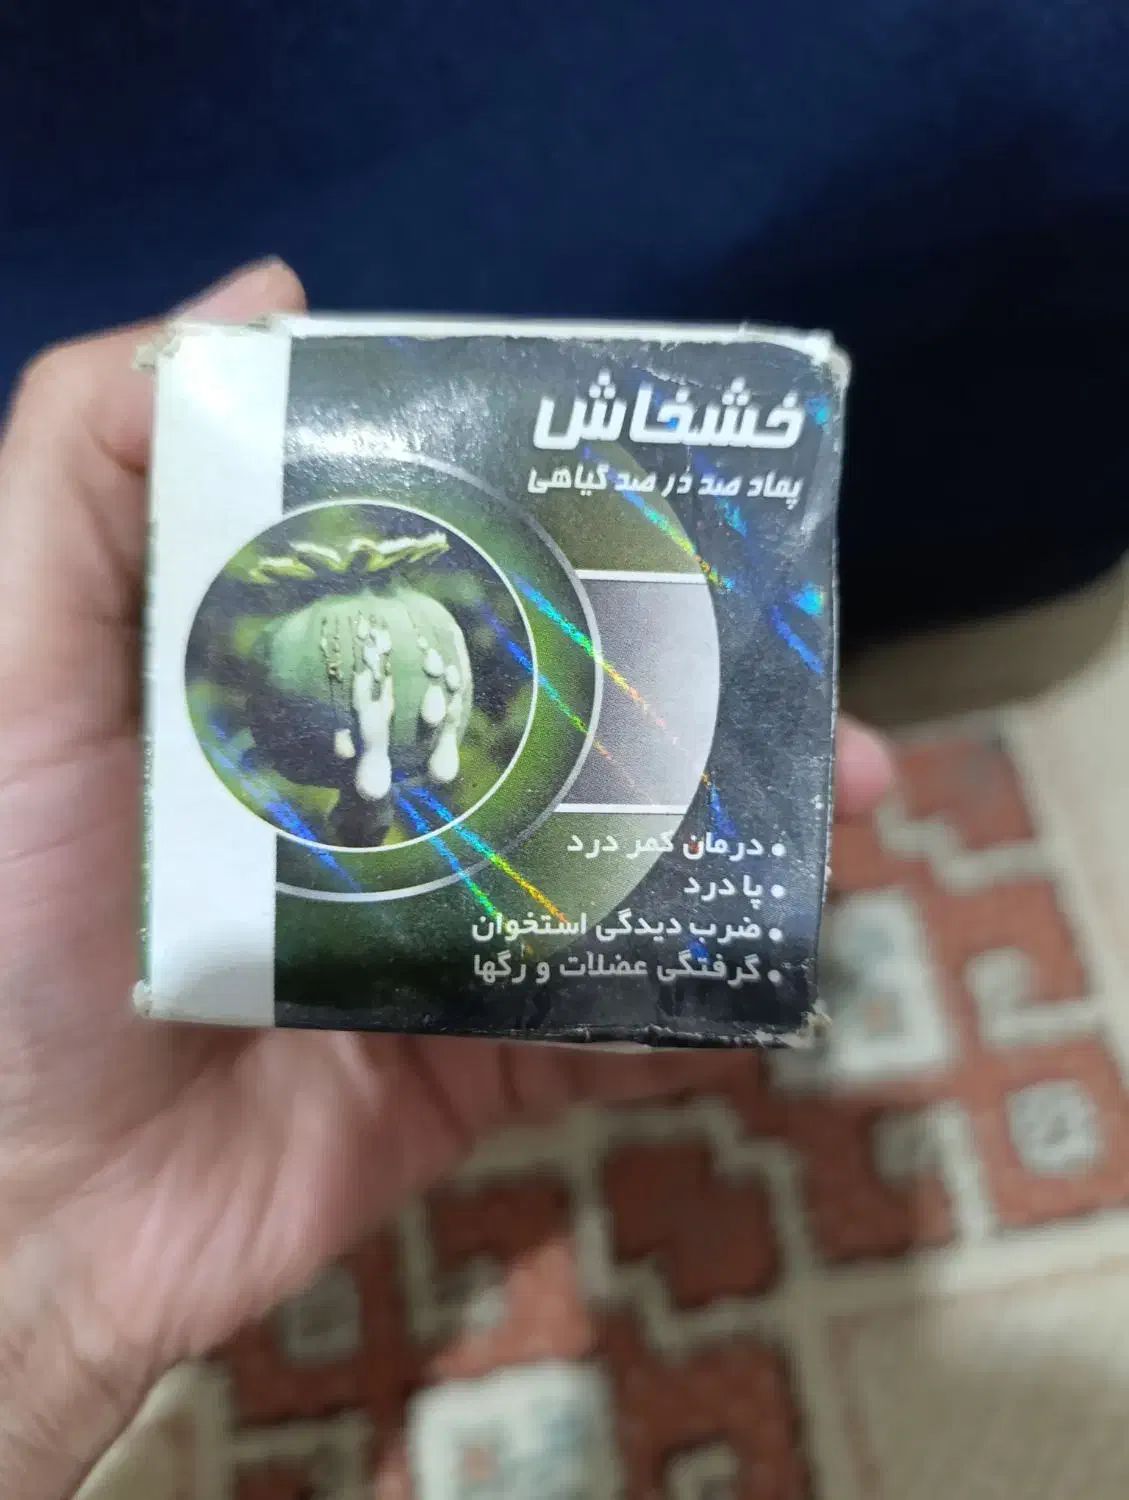 خشخاش
پماد صد در صد گیاهی
• درمان کمر درد
• پا درد
• ضرب دیدگی استخوان
• گرفتگی عضلات و رگها